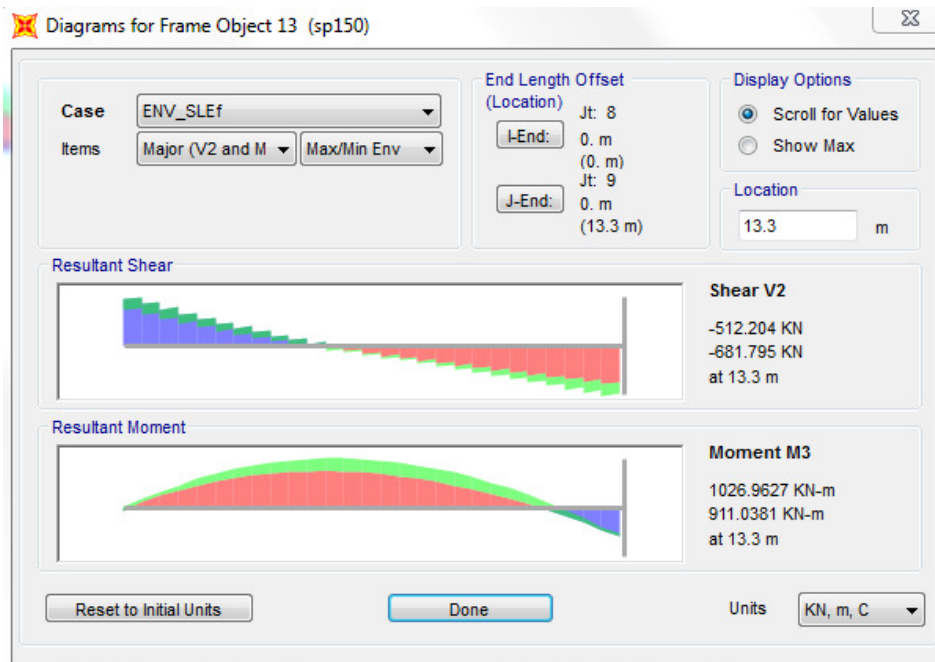 Diagrams for Frame Object 13 (sp150)
Case
ENV_SLEf
Items
Major (V2 and M
Max/Min Env
End Length Offset
(Location)
Jt: 8
I-End:
0. m
(0. m)
Jt: 9
J-End:
0. m
(13.3 m)
Display Options
Scroll for Values
Show Max
Location
13.3
m
Resultant Shear
Shear V2
-512.204 KN
-681.795 KN
at 13.3 m
Resultant Moment
Moment M3
1026.9627 KN-m
911.0381 KN-m
at 13.3 m
Reset to Initial Units
Done
Units
KN, m, C